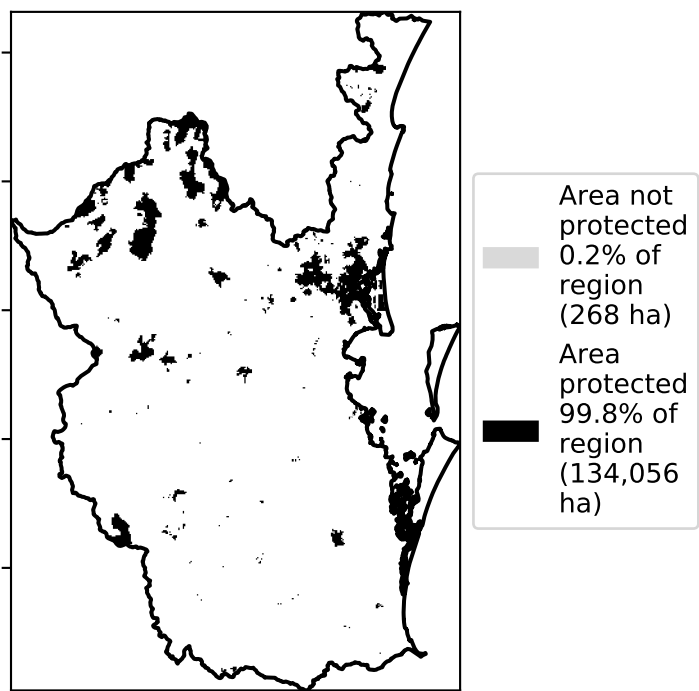 Area not
protected
0.2% of
region
(268 ha)
Area
protected
99.8% of
region
(134,056
ha)